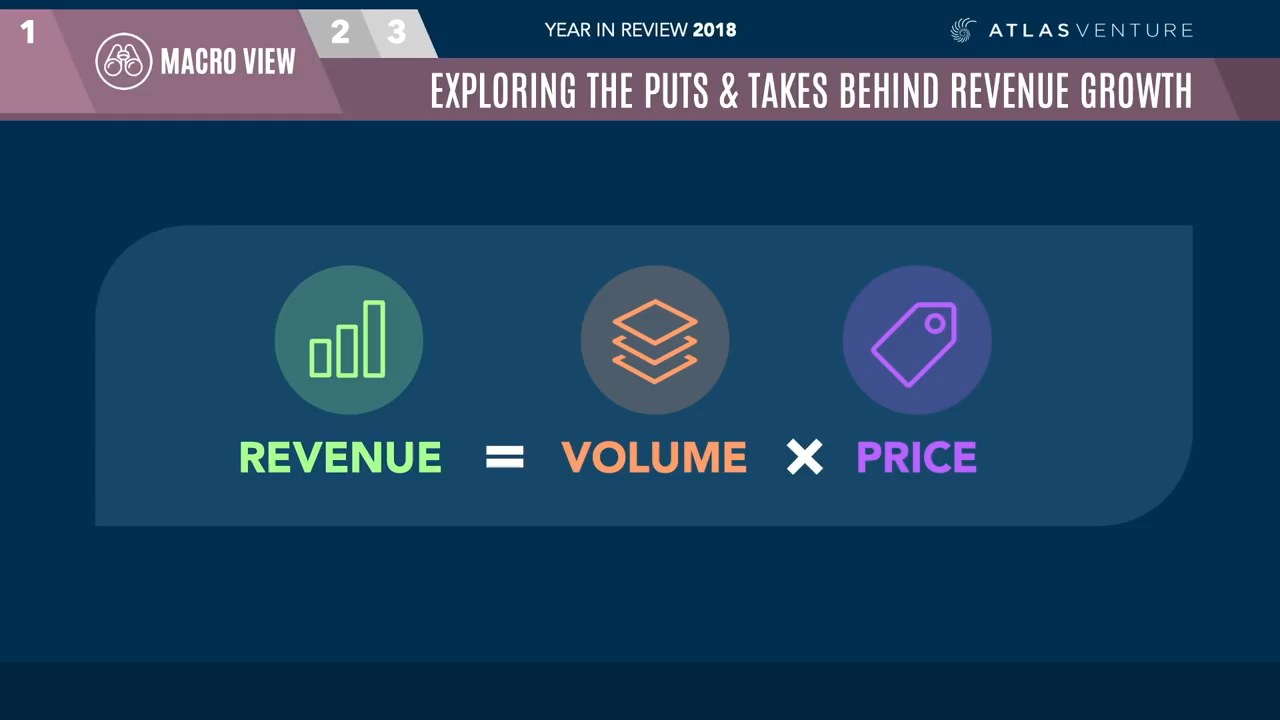 1
MACRO VIEW
2
3
YEAR IN REVIEW 2018
ATLAS VENTURE
EXPLORING THE PUTS & TAKES BEHIND REVENUE GROWTH
REVENUE = VOLUME × PRICE